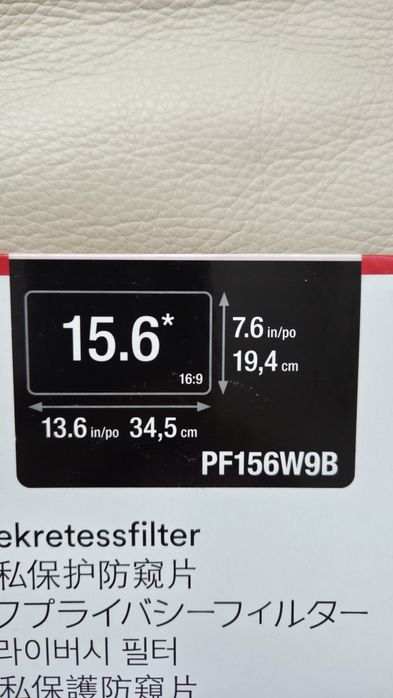 15.6*
16:9
7.6 in/po
19,4 cm
13.6 in/po 34,5 cm
PF156W9B
ekretessfilter
私保护防窥片
フプライバシーフィルター
라이버시 필터
私保護防窺片